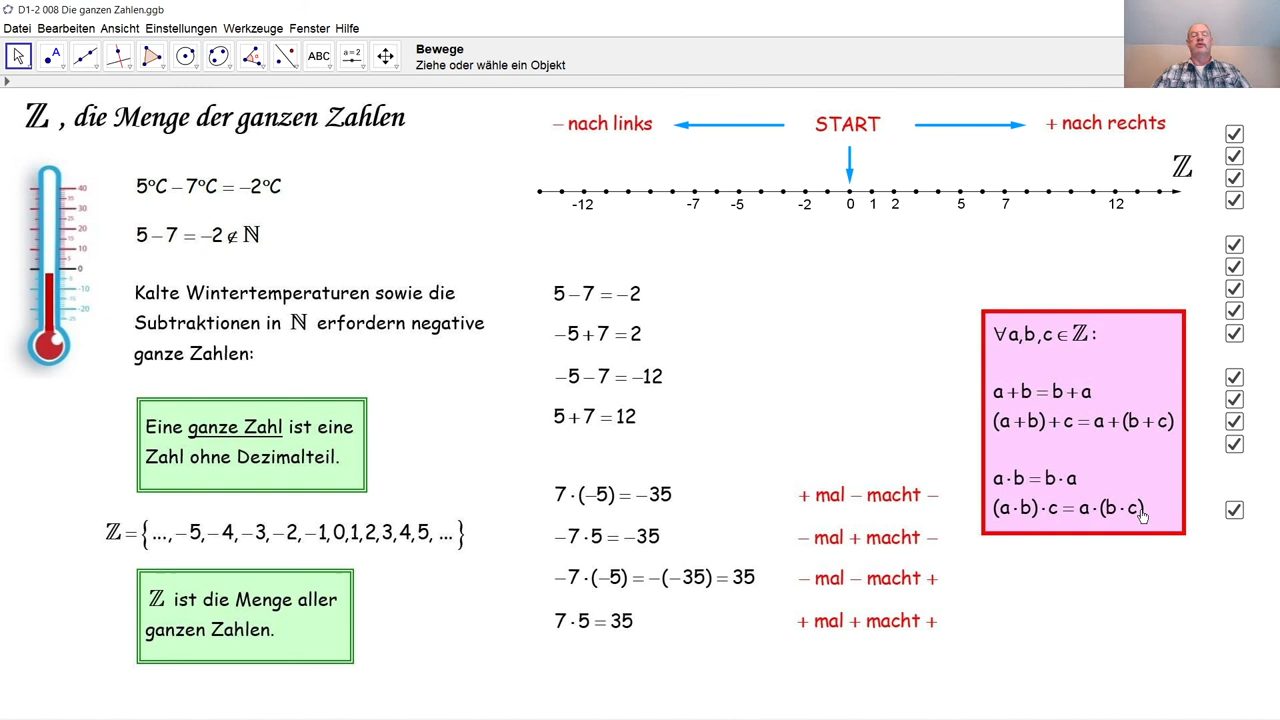 D1-2 008 Die ganzen Zahlen.ggb
Datei Bearbeiten Ansicht Einstellungen Werkzeuge Fenster Hilfe
A
ABC
a=2
Bewege
Ziehe oder wähle ein Objekt
ℤ , die Menge der ganzen Zahlen
− nach links
START
+ nach rechts
ℤ
-12 -7 -5 -2 0 1 2 5 7 12
40
30
20
10
0
-10
-20
5°C − 7°C = −2°C
5 − 7 = −2 ∉ ℕ
Kalte Wintertemperaturen sowie die
Subtraktionen in ℕ erfordern negative
ganze Zahlen:
Eine ganze Zahl ist eine
Zahl ohne Dezimalteil.
ℤ = {..., −5, −4, −3, −2, −1, 0, 1, 2, 3, 4, 5, ...}
ℤ ist die Menge aller
ganzen Zahlen.
5 − 7 = −2
−5 + 7 = 2
−5 − 7 = −12
5 + 7 = 12
7 · (−5) = −35 + mal − macht −
−7 · 5 = −35 − mal + macht −
−7 · (−5) = −(−35) = 35 − mal − macht +
7 · 5 = 35 + mal + macht +
∀a,b,c ∈ ℤ :
a + b = b + a
(a + b) + c = a + (b + c)
a · b = b · a
(a · b) · c = a · (b · c)